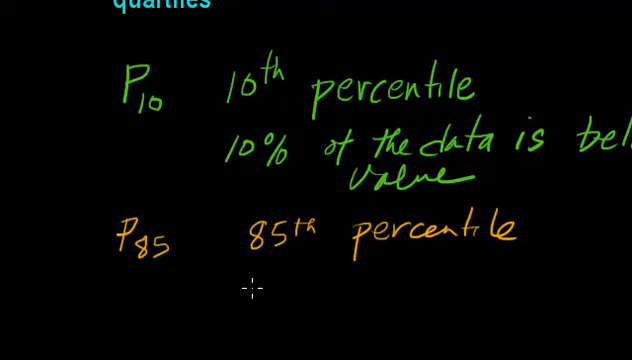 quartiles
P10 10th percentile
10% of the data is bel
value
P85 85th percentile